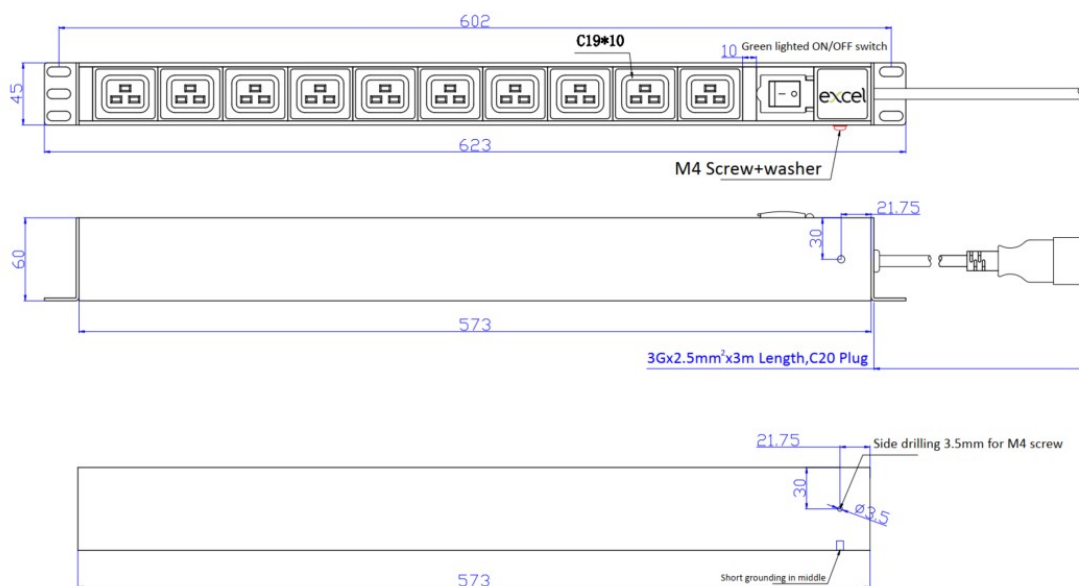 602
C19*10
10
Green lighted ON/OFF switch
45
excel
623
M4 Screw+washer
21.75
30
60
573
3Gx2.5mm²x3m Length,C20 Plug
21.75
Side drilling 3.5mm for M4 screw
30
ø3.5
573
Short grounding in middle